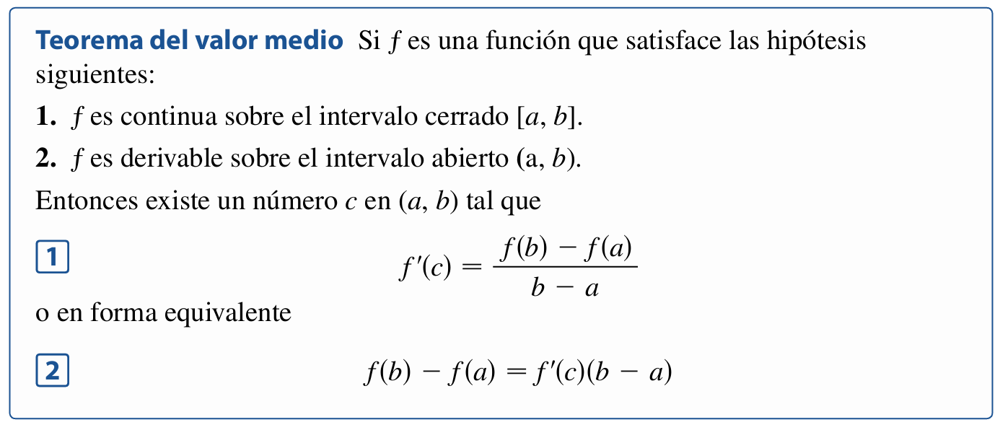 Teorema del valor medio Si f es una función que satisface las hipótesis
siguientes:
1. f es continua sobre el intervalo cerrado [a, b].
2. f es derivable sobre el intervalo abierto (a, b).
Entonces existe un número c en (a, b) tal que
1 f′(c) = \frac{f(b) − f(a)}{b − a}
o en forma equivalente
2 f(b) − f(a) = f′(c)(b − a)